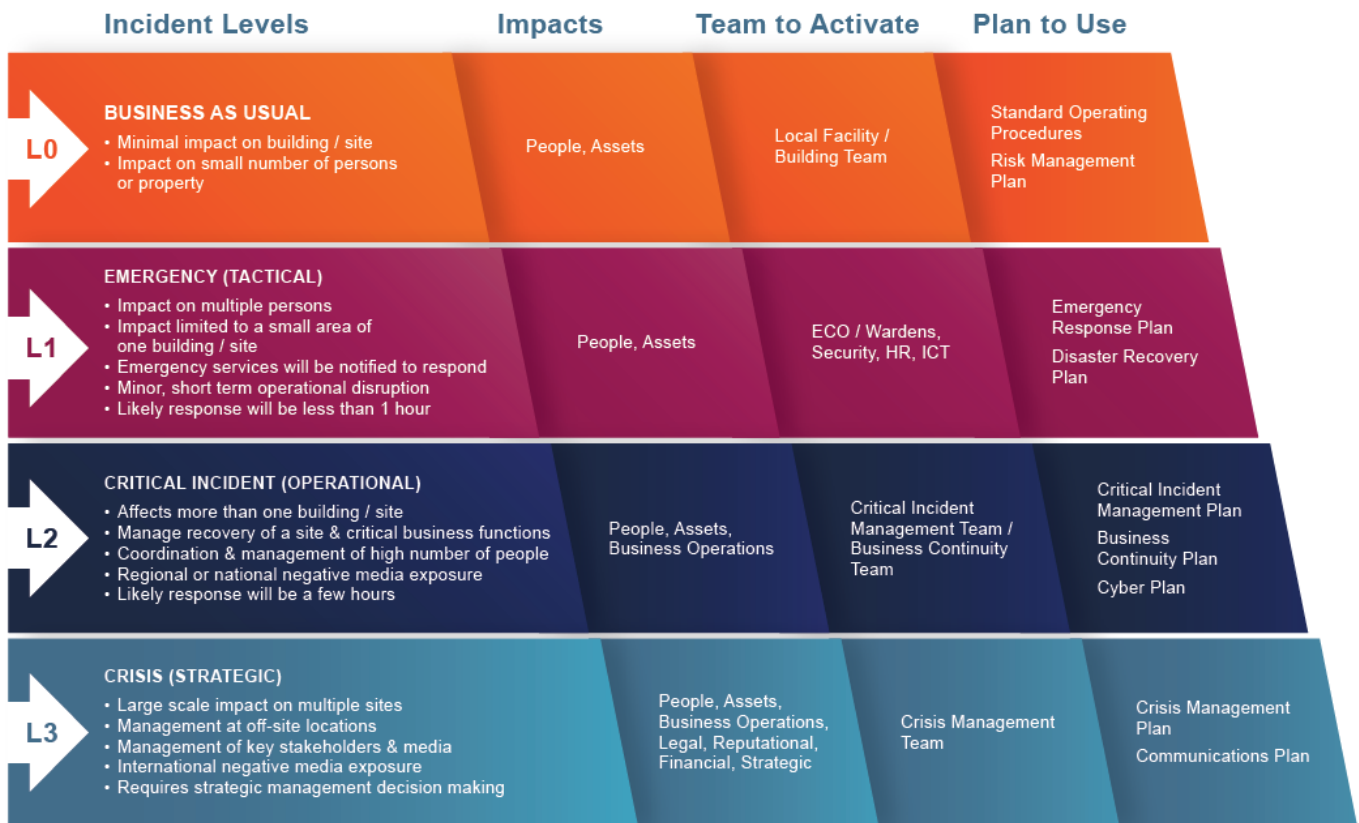 Incident Levels
Impacts
Team to Activate
Plan to Use
L0
BUSINESS AS USUAL
• Minimal impact on building / site
• Impact on small number of persons
or property
People, Assets
Local Facility /
Building Team
Standard Operating
Procedures
Risk Management
Plan
L1
EMERGENCY (TACTICAL)
• Impact on multiple persons
• Impact limited to a small area of
one building / site
• Emergency services will be notified to respond
• Minor, short term operational disruption
• Likely response will be less than 1 hour
People, Assets
ECO / Wardens,
Security, HR, ICT
Emergency
Response Plan
Disaster Recovery
Plan
L2
CRITICAL INCIDENT (OPERATIONAL)
• Affects more than one building / site
• Manage recovery of a site & critical business functions
• Coordination & management of high number of people
• Regional or national negative media exposure
• Likely response will be a few hours
People, Assets,
Business Operations
Critical Incident
Management Team /
Business Continuity
Team
Critical Incident
Management Plan
Business
Continuity Plan
Cyber Plan
L3
CRISIS (STRATEGIC)
• Large scale impact on multiple sites
• Management at off-site locations
• Management of key stakeholders & media
• International negative media exposure
• Requires strategic management decision making
People, Assets,
Business Operations,
Legal, Reputational,
Financial, Strategic
Crisis Management
Team
Crisis Management
Plan
Communications Plan